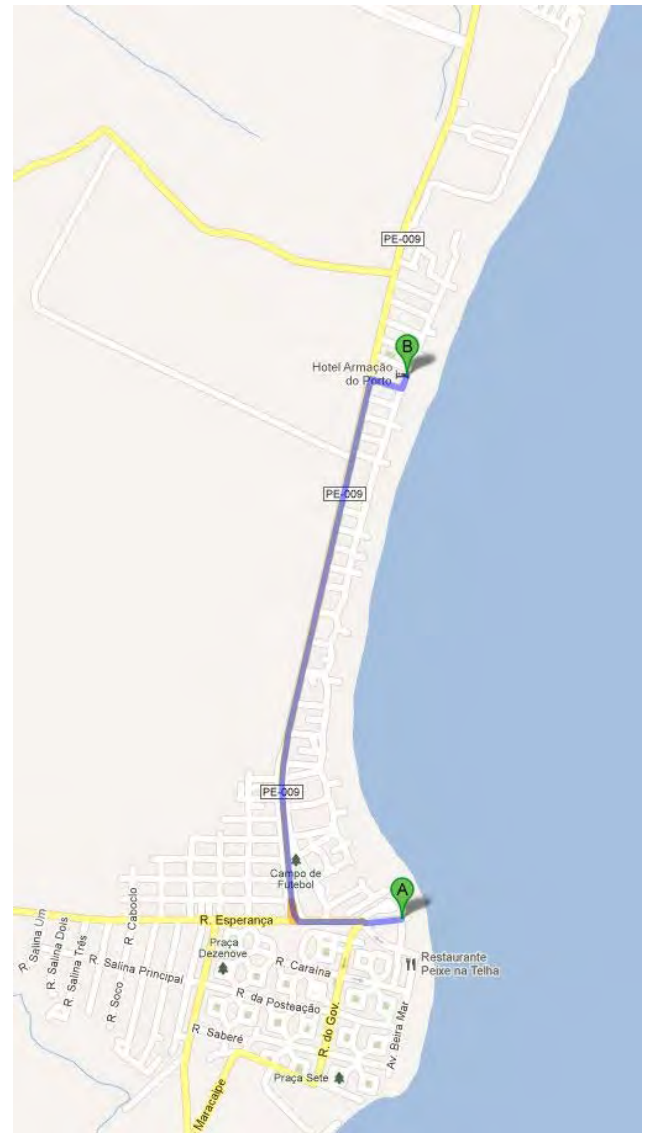 PE-009
B
Hotel Armação
do Porto
PE-009
PE-009
Campo de
Futebol
A
R. Esperança
R. Caboclo
R. Salina Um
R. Salina Dois
R. Salina Três
R. Salina Principal
R. Soco
Praça
Dezenove
R. Caraína
Restaurante
Peixe na Telha
R. da Posteação
R. do Gov.
Av. Beira Mar
R. Saberé
Praça Sete
Maracaipe